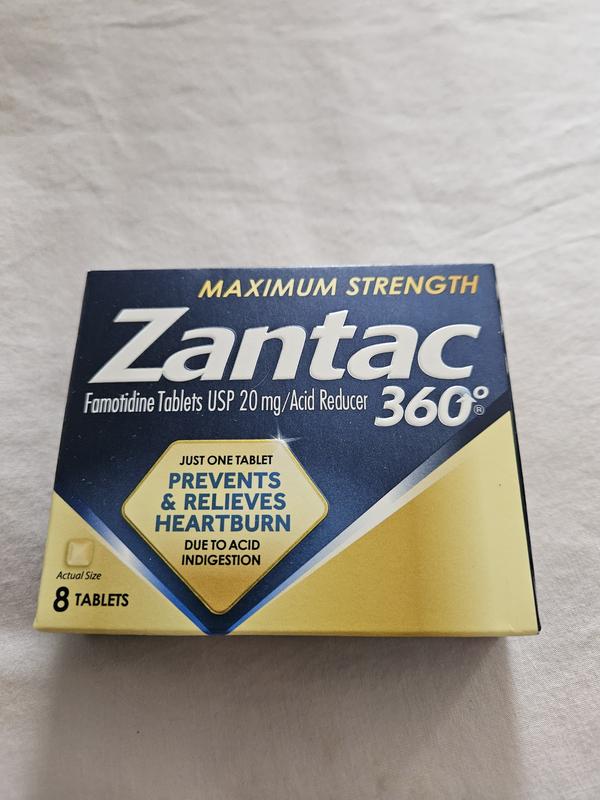 MAXIMUM STRENGTH
Zantac
360°®
Famotidine Tablets USP 20 mg/Acid Reducer
JUST ONE TABLET
PREVENTS
& RELIEVES
HEARTBURN
DUE TO ACID
INDIGESTION
Actual Size
8 TABLETS